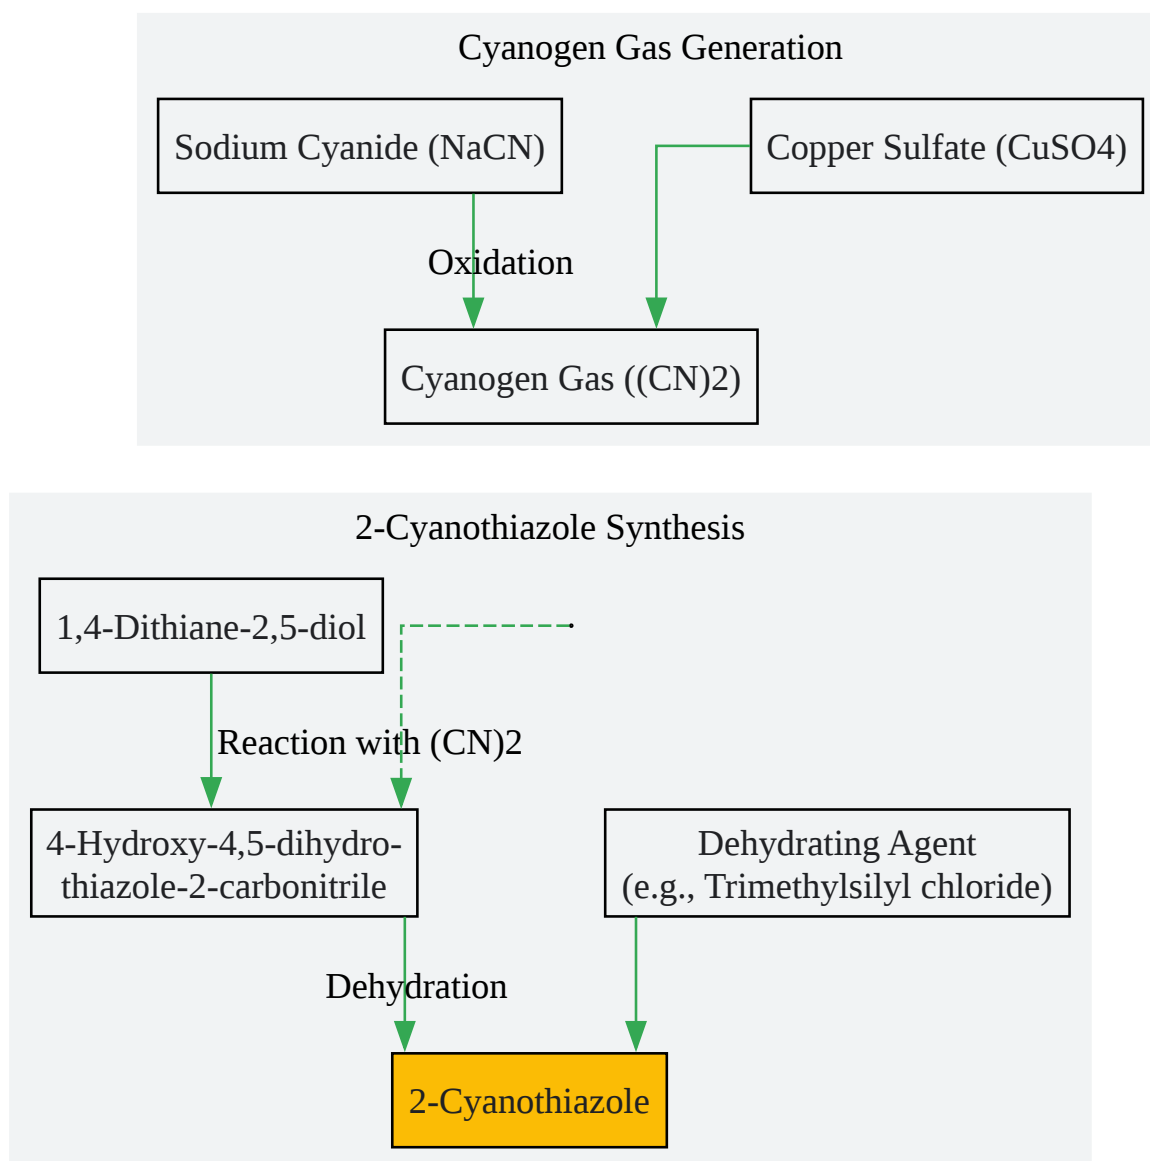 Cyanogen Gas Generation
Sodium Cyanide (NaCN)
Copper Sulfate (CuSO4)
Oxidation
Cyanogen Gas ((CN)2)
2-Cyanothiazole Synthesis
1,4-Dithiane-2,5-diol
Reaction with (CN)2
4-Hydroxy-4,5-dihydro-
thiazole-2-carbonitrile
Dehydrating Agent
(e.g., Trimethylsilyl chloride)
Dehydration
2-Cyanothiazole